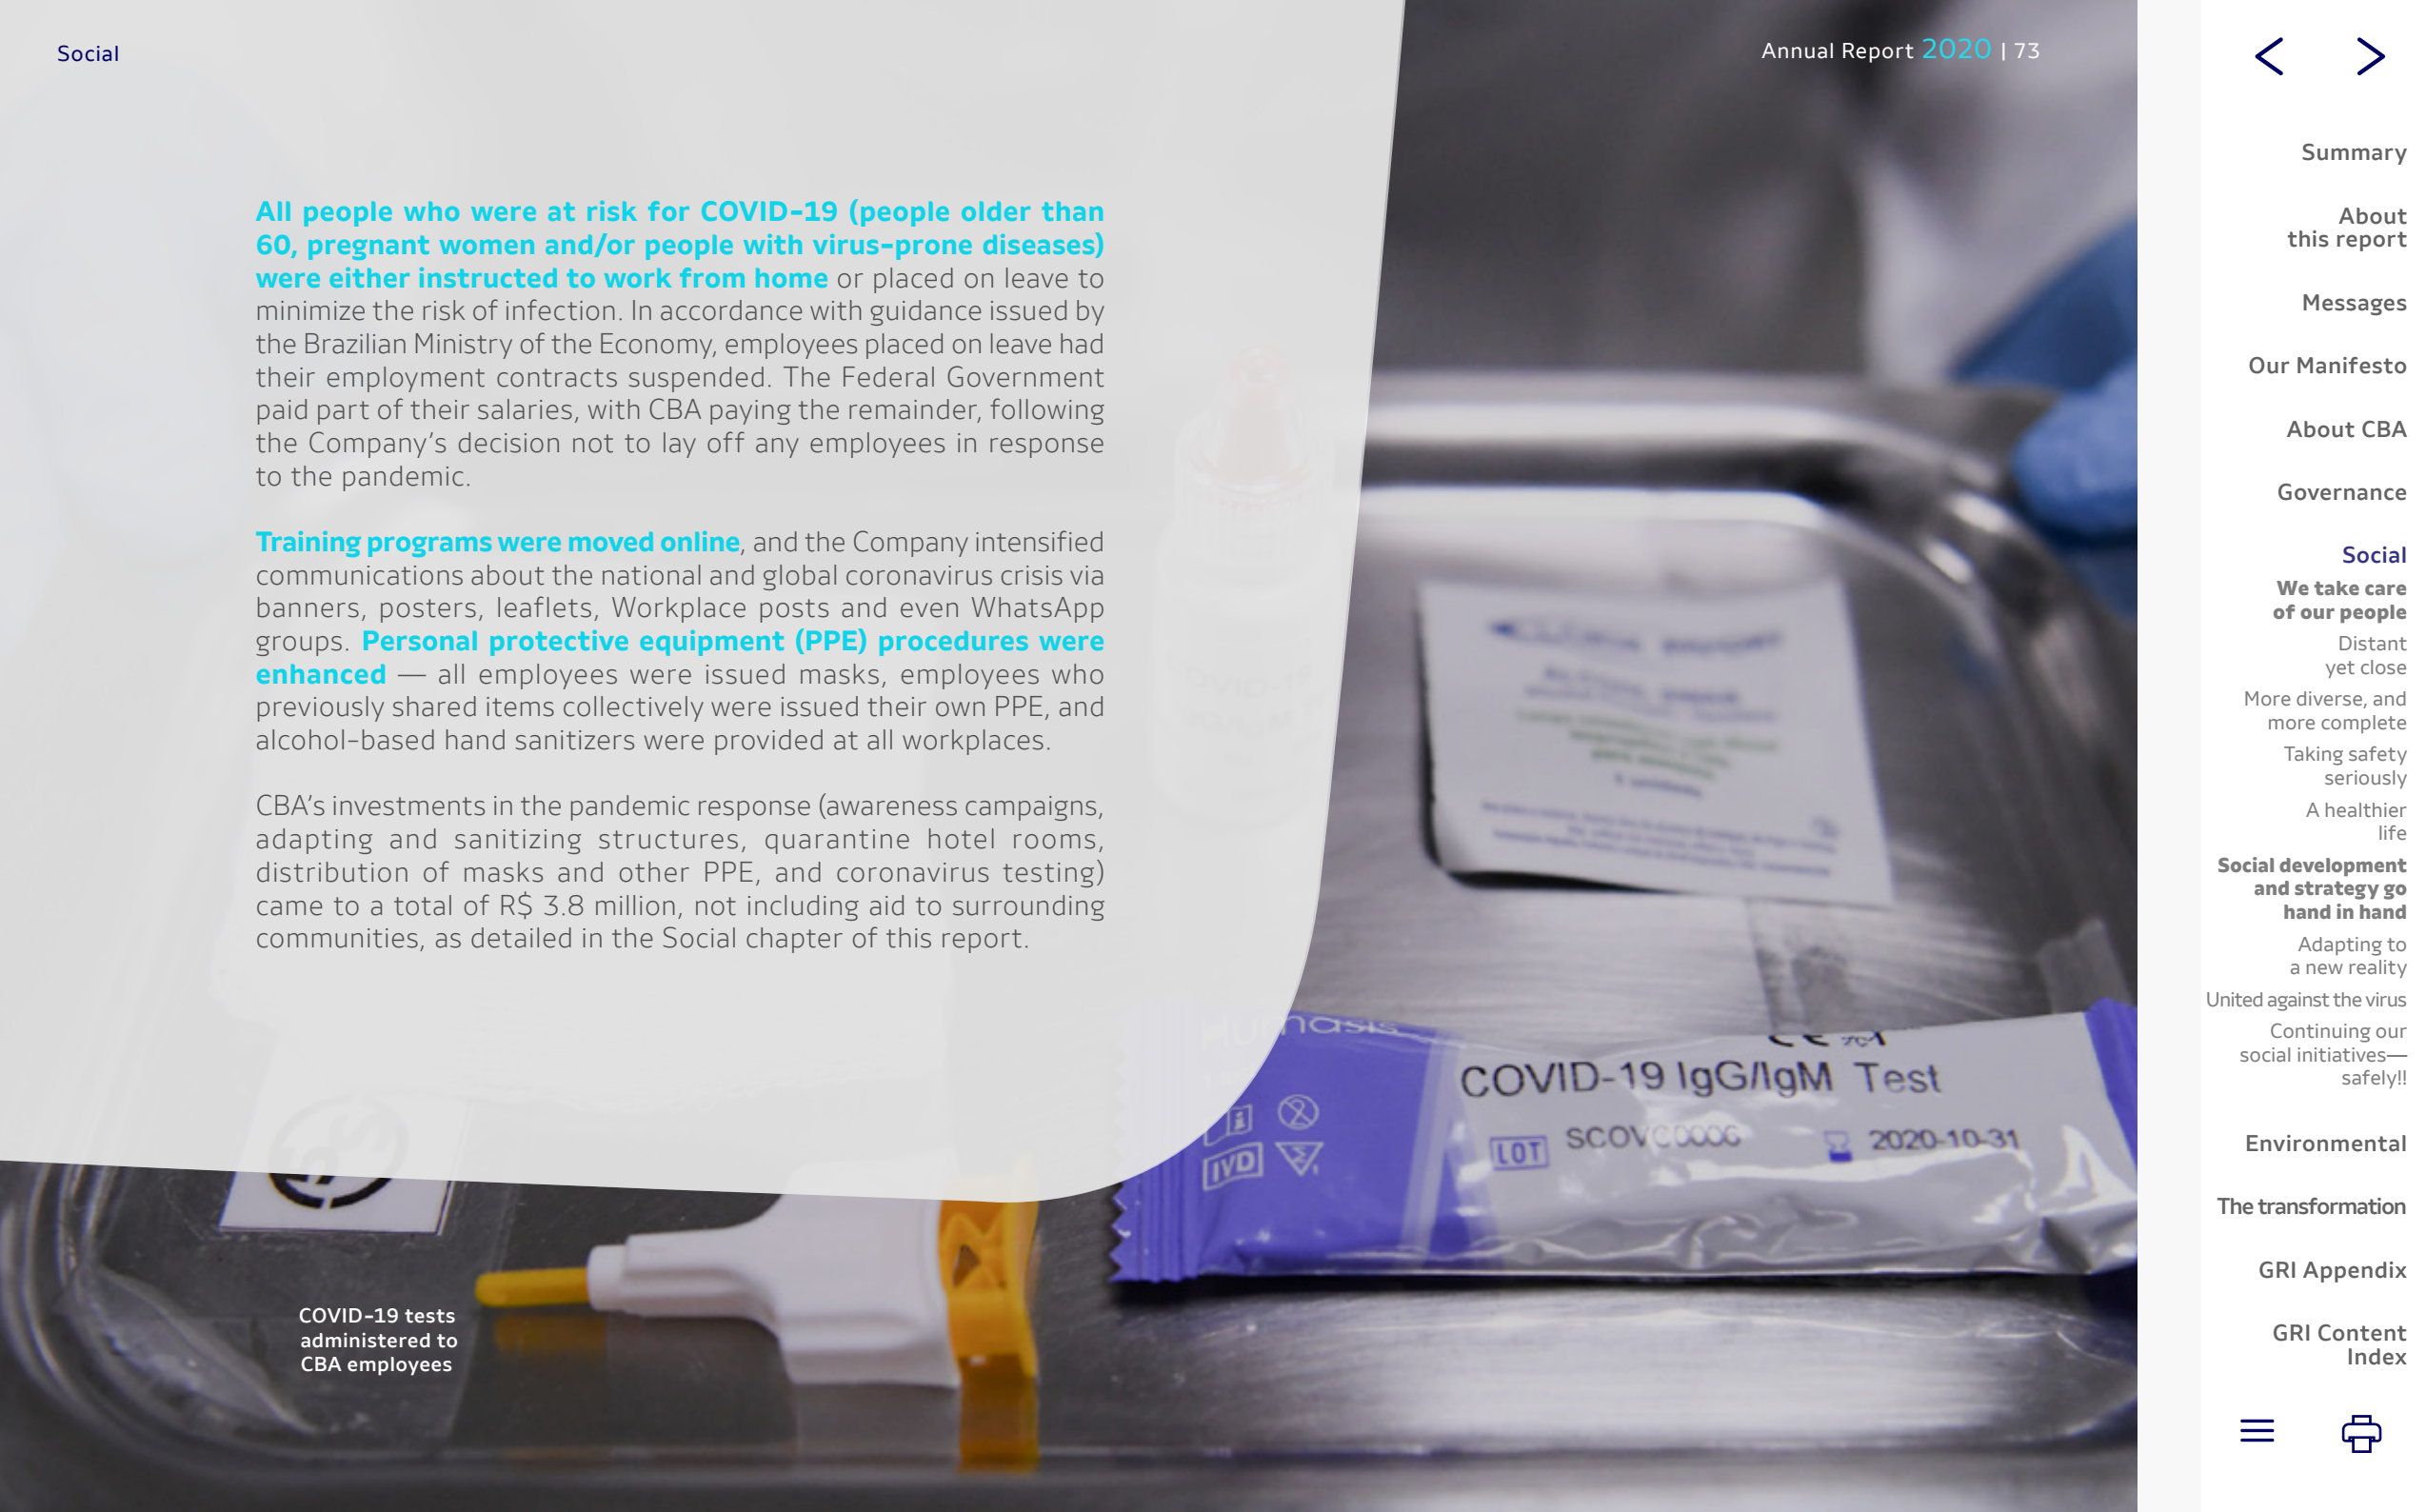 Social
Annual Report 2020 | 73
All people who were at risk for COVID-19 (people older than
60, pregnant women and/or people with virus-prone diseases)
were either instructed to work from home or placed on leave to
minimize the risk of infection. In accordance with guidance issued by
the Brazilian Ministry of the Economy, employees placed on leave had
their employment contracts suspended. The Federal Government
paid part of their salaries, with CBA paying the remainder, following
the Company's decision not to lay off any employees in response
to the pandemic.
Training programs were moved online, and the Company intensified
communications about the national and global coronavirus crisis via
banners, posters, leaflets, Workplace posts and even WhatsApp
groups. Personal protective equipment (PPE) procedures were
enhanced — all employees were issued masks, employees who
previously shared items collectively were issued their own PPE, and
alcohol-based hand sanitizers were provided at all workplaces.
CBA's investments in the pandemic response (awareness campaigns,
adapting and sanitizing structures, quarantine hotel rooms,
distribution of masks and other PPE, and coronavirus testing)
came to a total of R$ 3.8 million, not including aid to surrounding
communities, as detailed in the Social chapter of this report.
Humasis
COVID-19 IgG/IgM Test
IVD
LOT
2020-10-31
COVID-19 tests
administered to
CBA employees
Summary
About
this report
Messages
Our Manifesto
About CBA
Governance
Social
We take care
of our people
Distant
yet close
More diverse, and
more complete
Taking safety
seriously
A healthier
life
Social development
and strategy go
hand in hand
Adapting to
a new reality
United against the virus
Continuing our
social initiatives—
safely!!
Environmental
The transformation
GRI Appendix
GRI Content
Index